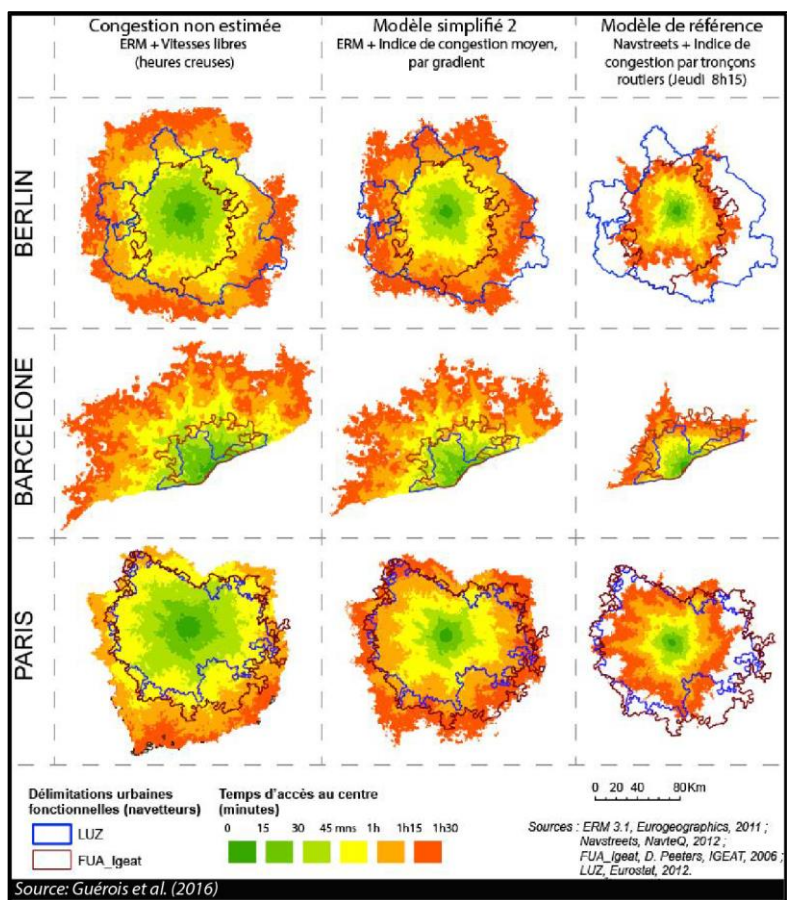 Congestion non estimée
ERM + Vitesses libres
(heures creuses)
Modèle simplifié 2
ERM + Indice de congestion moyen,
par gradient
Modèle de référence
Navstreets + Indice de
congestion par tronçons
routiers (Jeudi 8h15)
BERLIN
BARCELONE
PARIS
Délimitations urbaines
fonctionnelles (navetteurs)
LUZ
FUA_Igeat
Temps d'accès au centre
(minutes)
0 15 30 45 mns 1h 1h15 1h30
0 20 40 80 Km
Sources : ERM 3.1, Eurogeographics, 2011 ;
Navstreets, NavteQ, 2012 ;
FUA_Igeat, D. Peeters, IGEAT, 2006 ;
LUZ, Eurostat, 2012.
Source: Guérois et al. (2016)